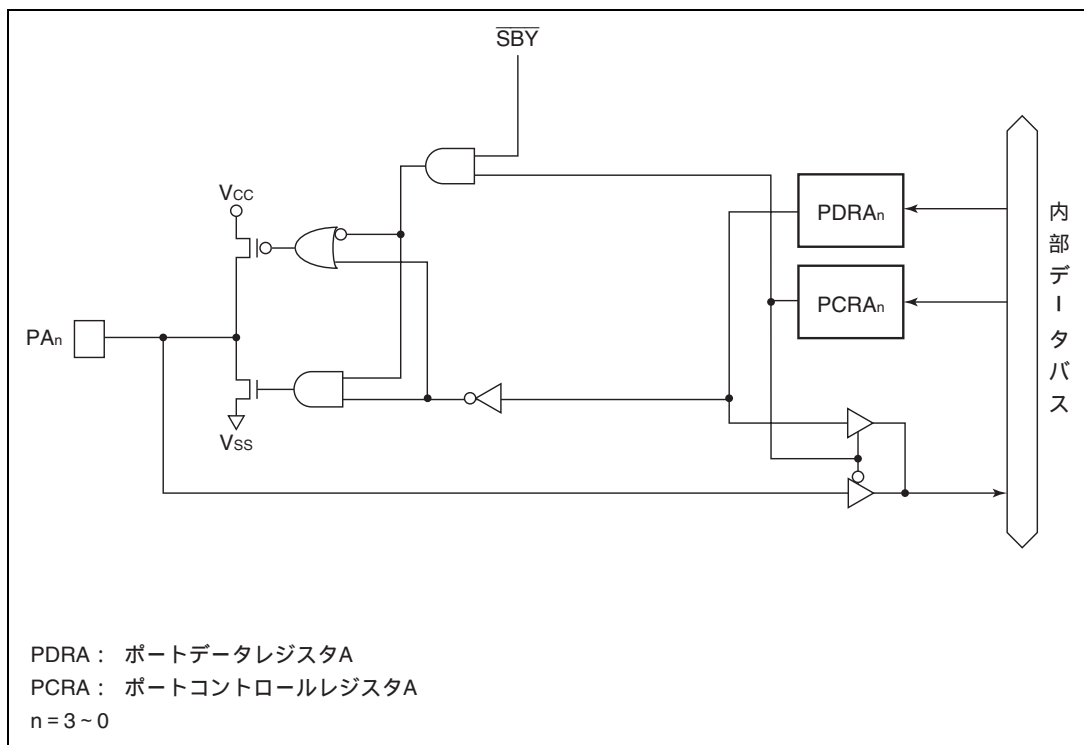 SBY
VCC
PDRAn
PCRAn
内部データバス
PAn
VSS
PDRA： ポートデータレジスタA
PCRA： ポートコントロールレジスタA
n = 3 ~ 0